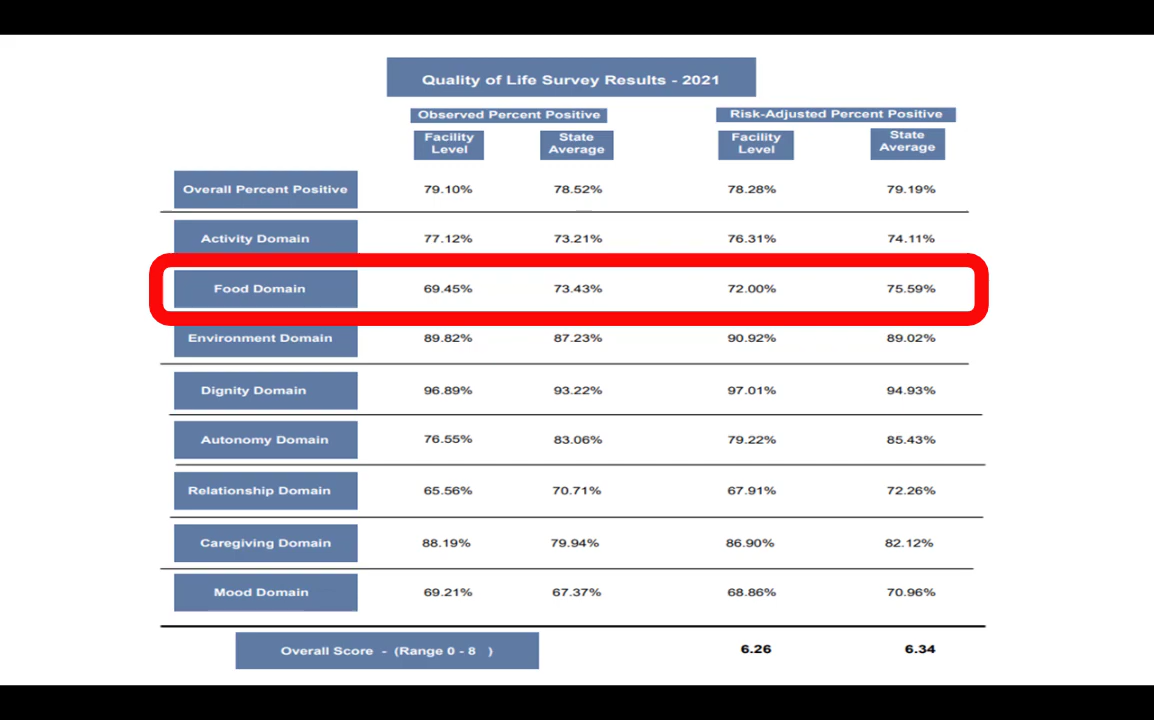 Quality of Life Survey Results - 2021
Observed Percent Positive Risk-Adjusted Percent Positive
Facility Level State Average Facility Level State Average
Overall Percent Positive 79.10% 78.52% 78.28% 79.19%
Activity Domain 77.12% 73.21% 76.31% 74.11%
Food Domain 69.45% 73.43% 72.00% 75.59%
Environment Domain 89.82% 87.23% 90.92% 89.02%
Dignity Domain 96.89% 93.22% 97.01% 94.93%
Autonomy Domain 76.55% 83.06% 79.22% 85.43%
Relationship Domain 65.56% 70.71% 67.91% 72.26%
Caregiving Domain 88.19% 79.94% 86.90% 82.12%
Mood Domain 69.21% 67.37% 68.86% 70.96%
Overall Score - (Range 0 - 8 ) 6.26 6.34